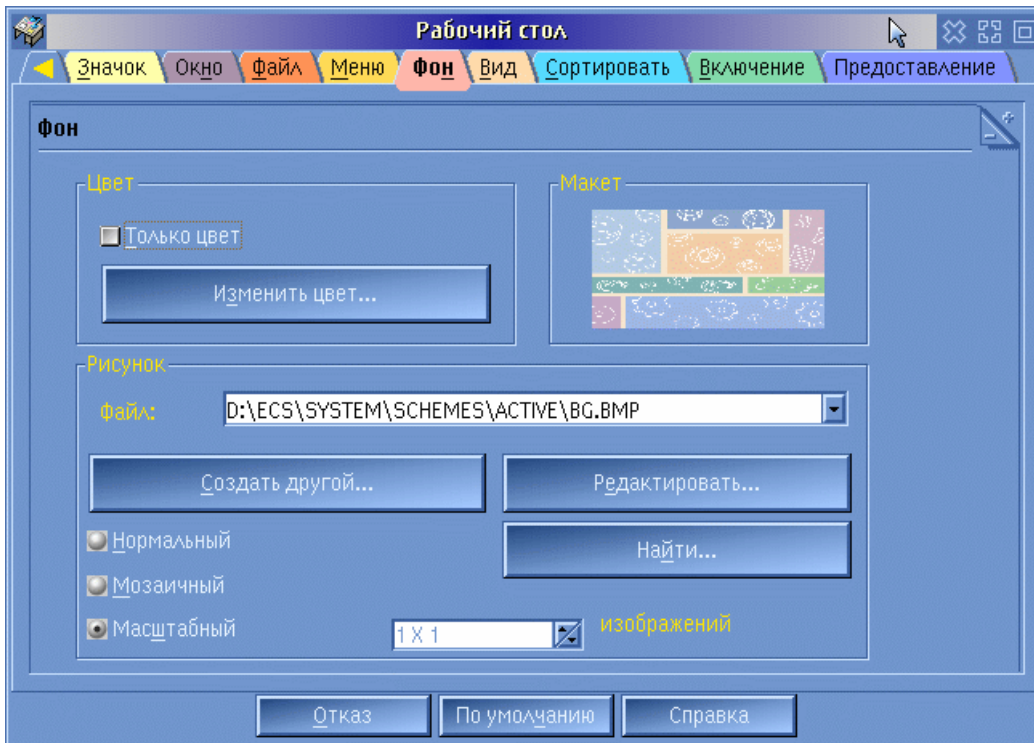 Рабочий стол
Значок Окно Файл Меню Фон Вид Сортировать Включение Предоставление
Фон
Цвет
Макет
Только цвет
Изменить цвет...
Рисунок
Файл:
D:\ECS\SYSTEM\SCHEMES\ACTIVE\BG.BMP
Создать другой...
Редактировать...
Нормальный
Найти...
Мозаичный
Масштабный
1 X 1
изображений
Отказ По умолчанию Справка